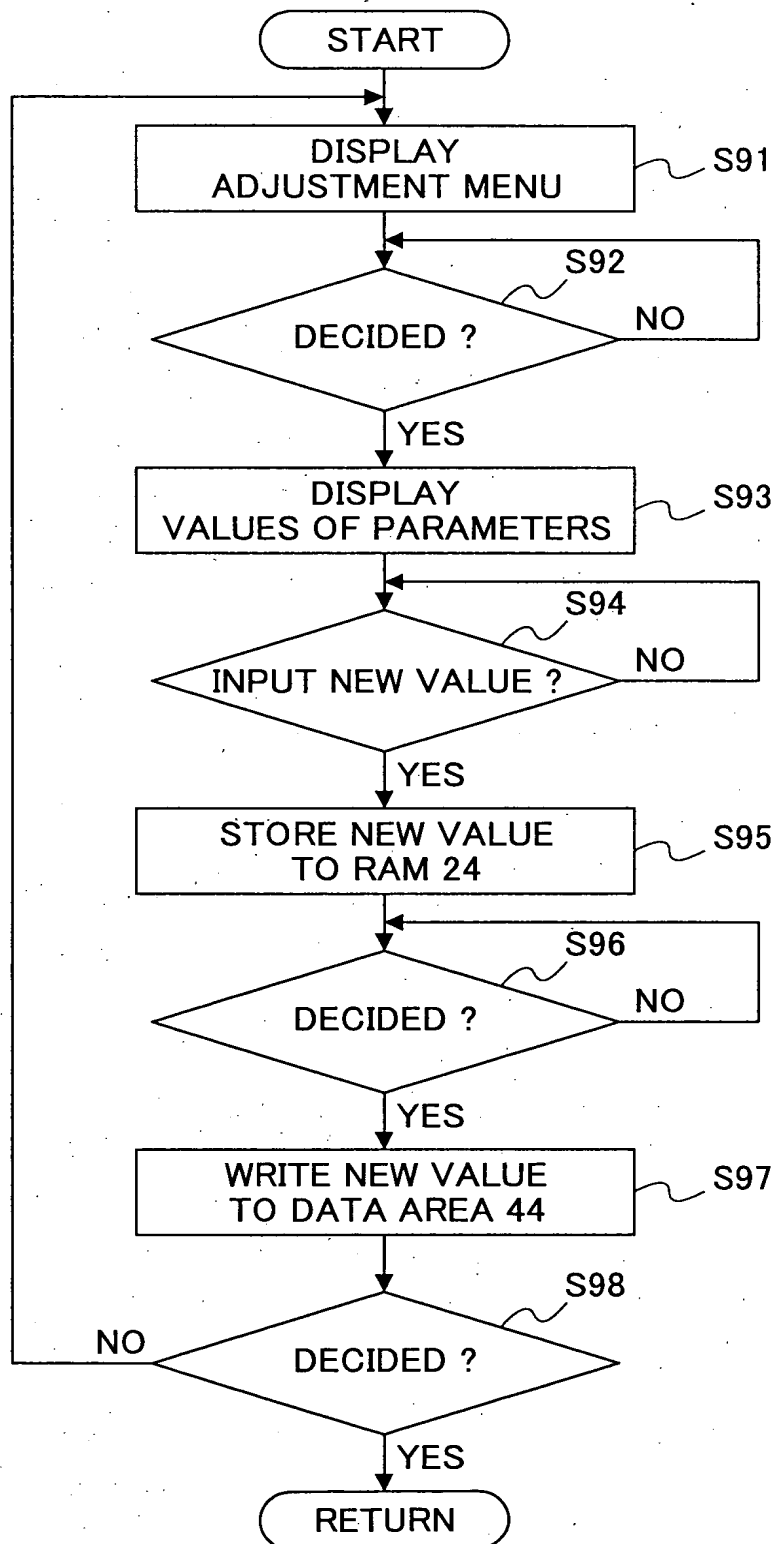 START
DISPLAY
ADJUSTMENT MENU
S91
S92
DECIDED ?
NO
YES
DISPLAY
VALUES OF PARAMETERS
S93
S94
INPUT NEW VALUE ?
NO
YES
STORE NEW VALUE
TO RAM 24
S95
S96
DECIDED ?
NO
YES
WRITE NEW VALUE
TO DATA AREA 44
S97
S98
NO
DECIDED ?
YES
RETURN